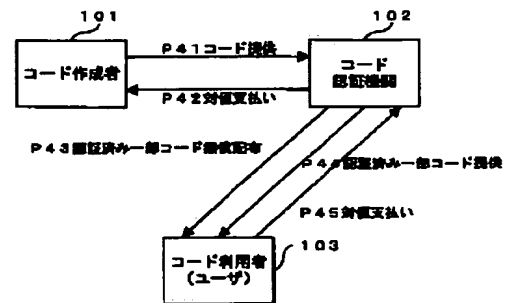 101
102
P41コード提供
コード作成者
コード
認証機関
P42対価支払い
P43認証済み一部コード無償配布
P44認証済み一部コード提供
P45対価支払い
103
コード利用者
(ユーザ)